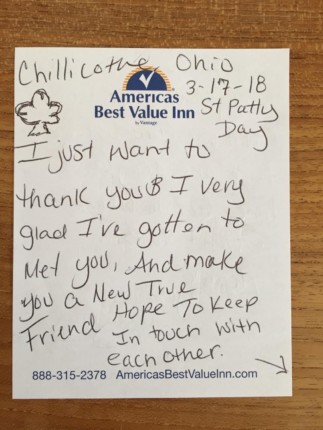 Chillicothe, Ohio
3-17-18
Americas
Best Value Inn
by Vantage
St Patty
Day
I just want to
thank you & I very
glad I've gotten to
Met you, And make
you a New True
Friend Hope To Keep
In touch with
each other.
888-315-2378 AmericasBestValueInn.com